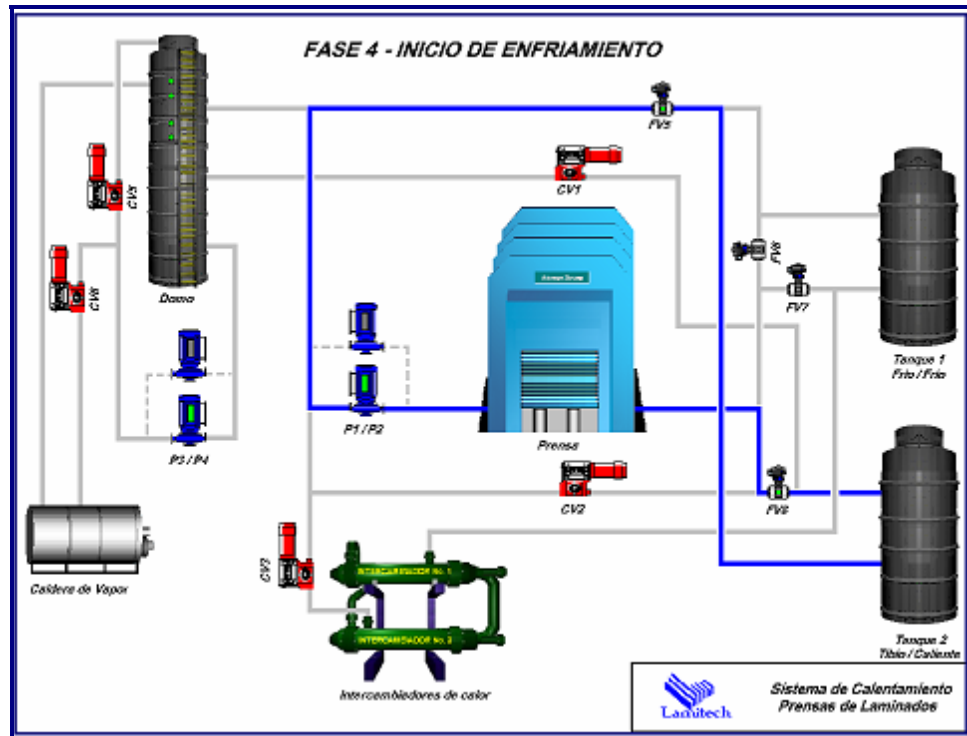 FASE 4 - INICIO DE ENFRIAMIENTO
FV5
CV5
CV1
CV6
FV6
FV7
Domo
Tanque 1
Frío / Frío
P1 / P2
Prensa
P3 / P4
CV2
FV8
CV3
INTERCAMBIADOR No. 1
Caldera de Vapor
INTERCAMBIADOR No. 2
Tanque 2
Tibio / Caliente
Intercambiadores de calor
Lamitech
Sistema de Calentamiento
Prensas de Laminados